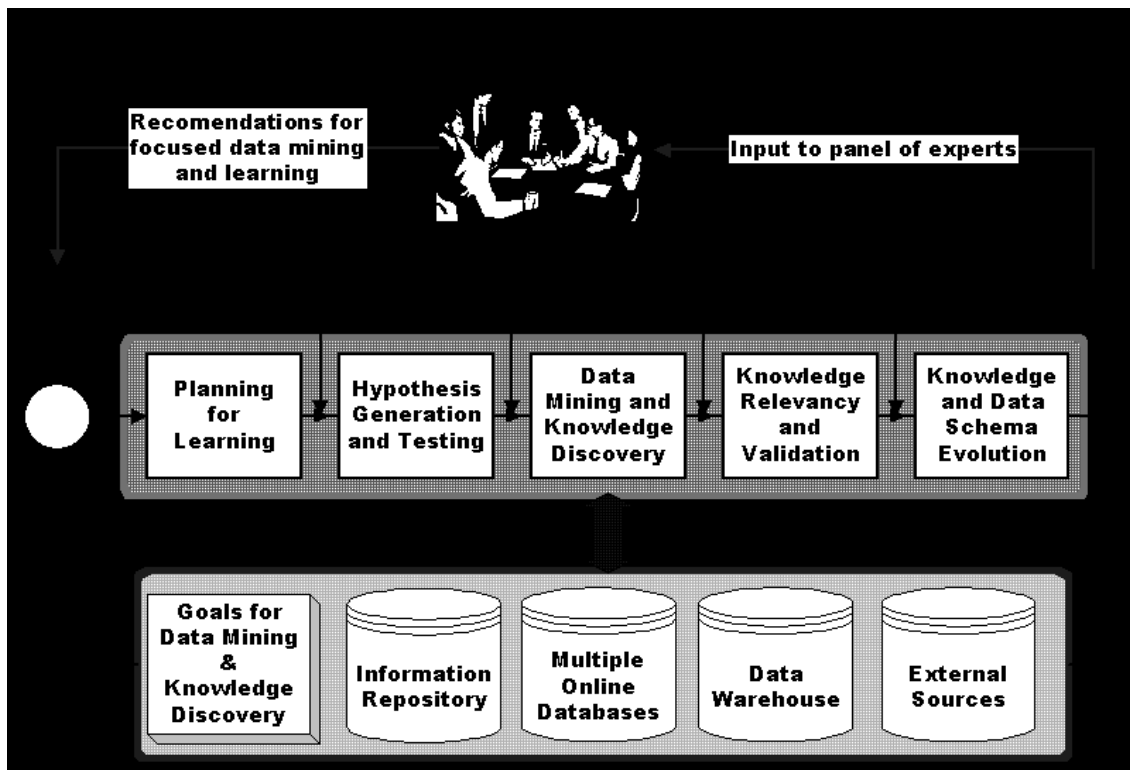 Recomendations for
focused data mining
and learning
Input to panel of experts
Planning
for
Learning
Hypothesis
Generation
and Testing
Data
Mining and
Knowledge
Discovery
Knowledge
Relevancy
and
Validation
Knowledge
and Data
Schema
Evolution
Goals for
Data Mining
&
Knowledge
Discovery
Information
Repository
Multiple
Online
Databases
Data
Warehouse
External
Sources